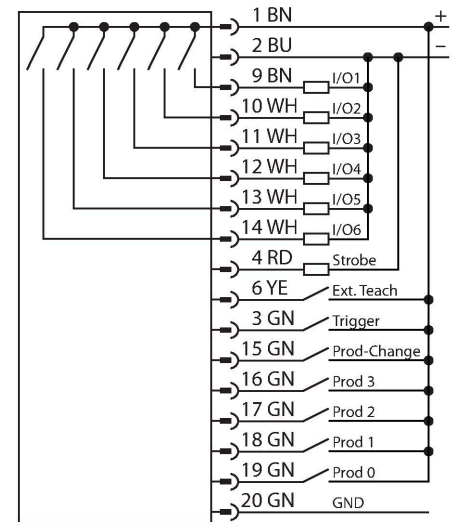 1 BN +
2 BU −
9 BN I/O1
10 WH I/O2
11 WH I/O3
12 WH I/O4
13 WH I/O5
14 WH I/O6
4 RD Strobe
6 YE Ext. Teach
3 GN Trigger
15 GN Prod-Change
16 GN Prod 3
17 GN Prod 2
18 GN Prod 1
19 GN Prod 0
20 GN GND